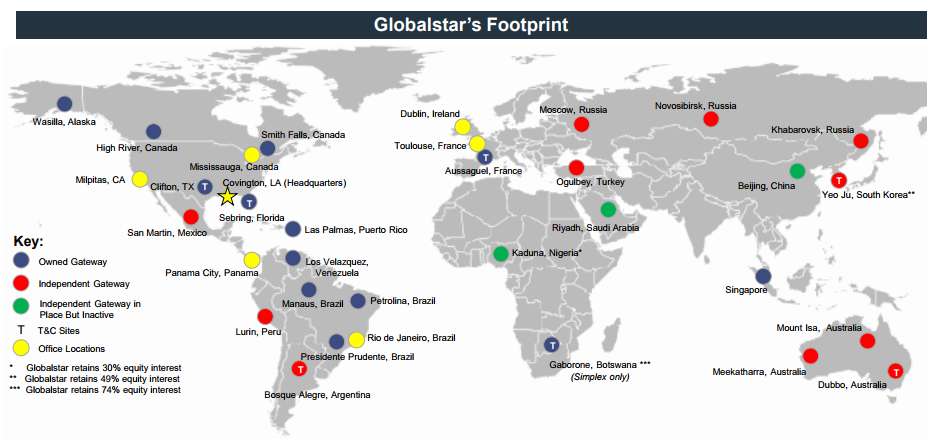 Globalstar's Footprint
Wasilla, Alaska
High River, Canada
Smith Falls, Canada
Mississauga, Canada
Milpitas, CA
Clifton, TX
T
Covington, LA (Headquarters)
T
Sebring, Florida
San Martin, Mexico
Las Palmas, Puerto Rico
Panama City, Panama
Los Velazquez,
Venezuela
Manaus, Brazil
Petrolina, Brazil
Lurin, Peru
Rio de Janeiro, Brazil
Presidente Prudente, Brazil
T
Bosque Alegre, Argentina
Dublin, Ireland
Toulouse, France
T
Aussaguel, France
Moscow, Russia
Novosibirsk, Russia
Khabarovsk, Russia
Ogulbey, Turkey
Beijing, China
T
Yeo Ju, South Korea**
Riyadh, Saudi Arabia
Kaduna, Nigeria*
Singapore
T
Gaborone, Botswana ***
(Simplex only)
Mount Isa, Australia
Meekatharra, Australia
T
Dubbo, Australia
Key:
Owned Gateway
Independent Gateway
Independent Gateway in
Place But Inactive
T T&C Sites
Office Locations
* Globalstar retains 30% equity interest
** Globalstar retains 49% equity interest
*** Globalstar retains 74% equity interest